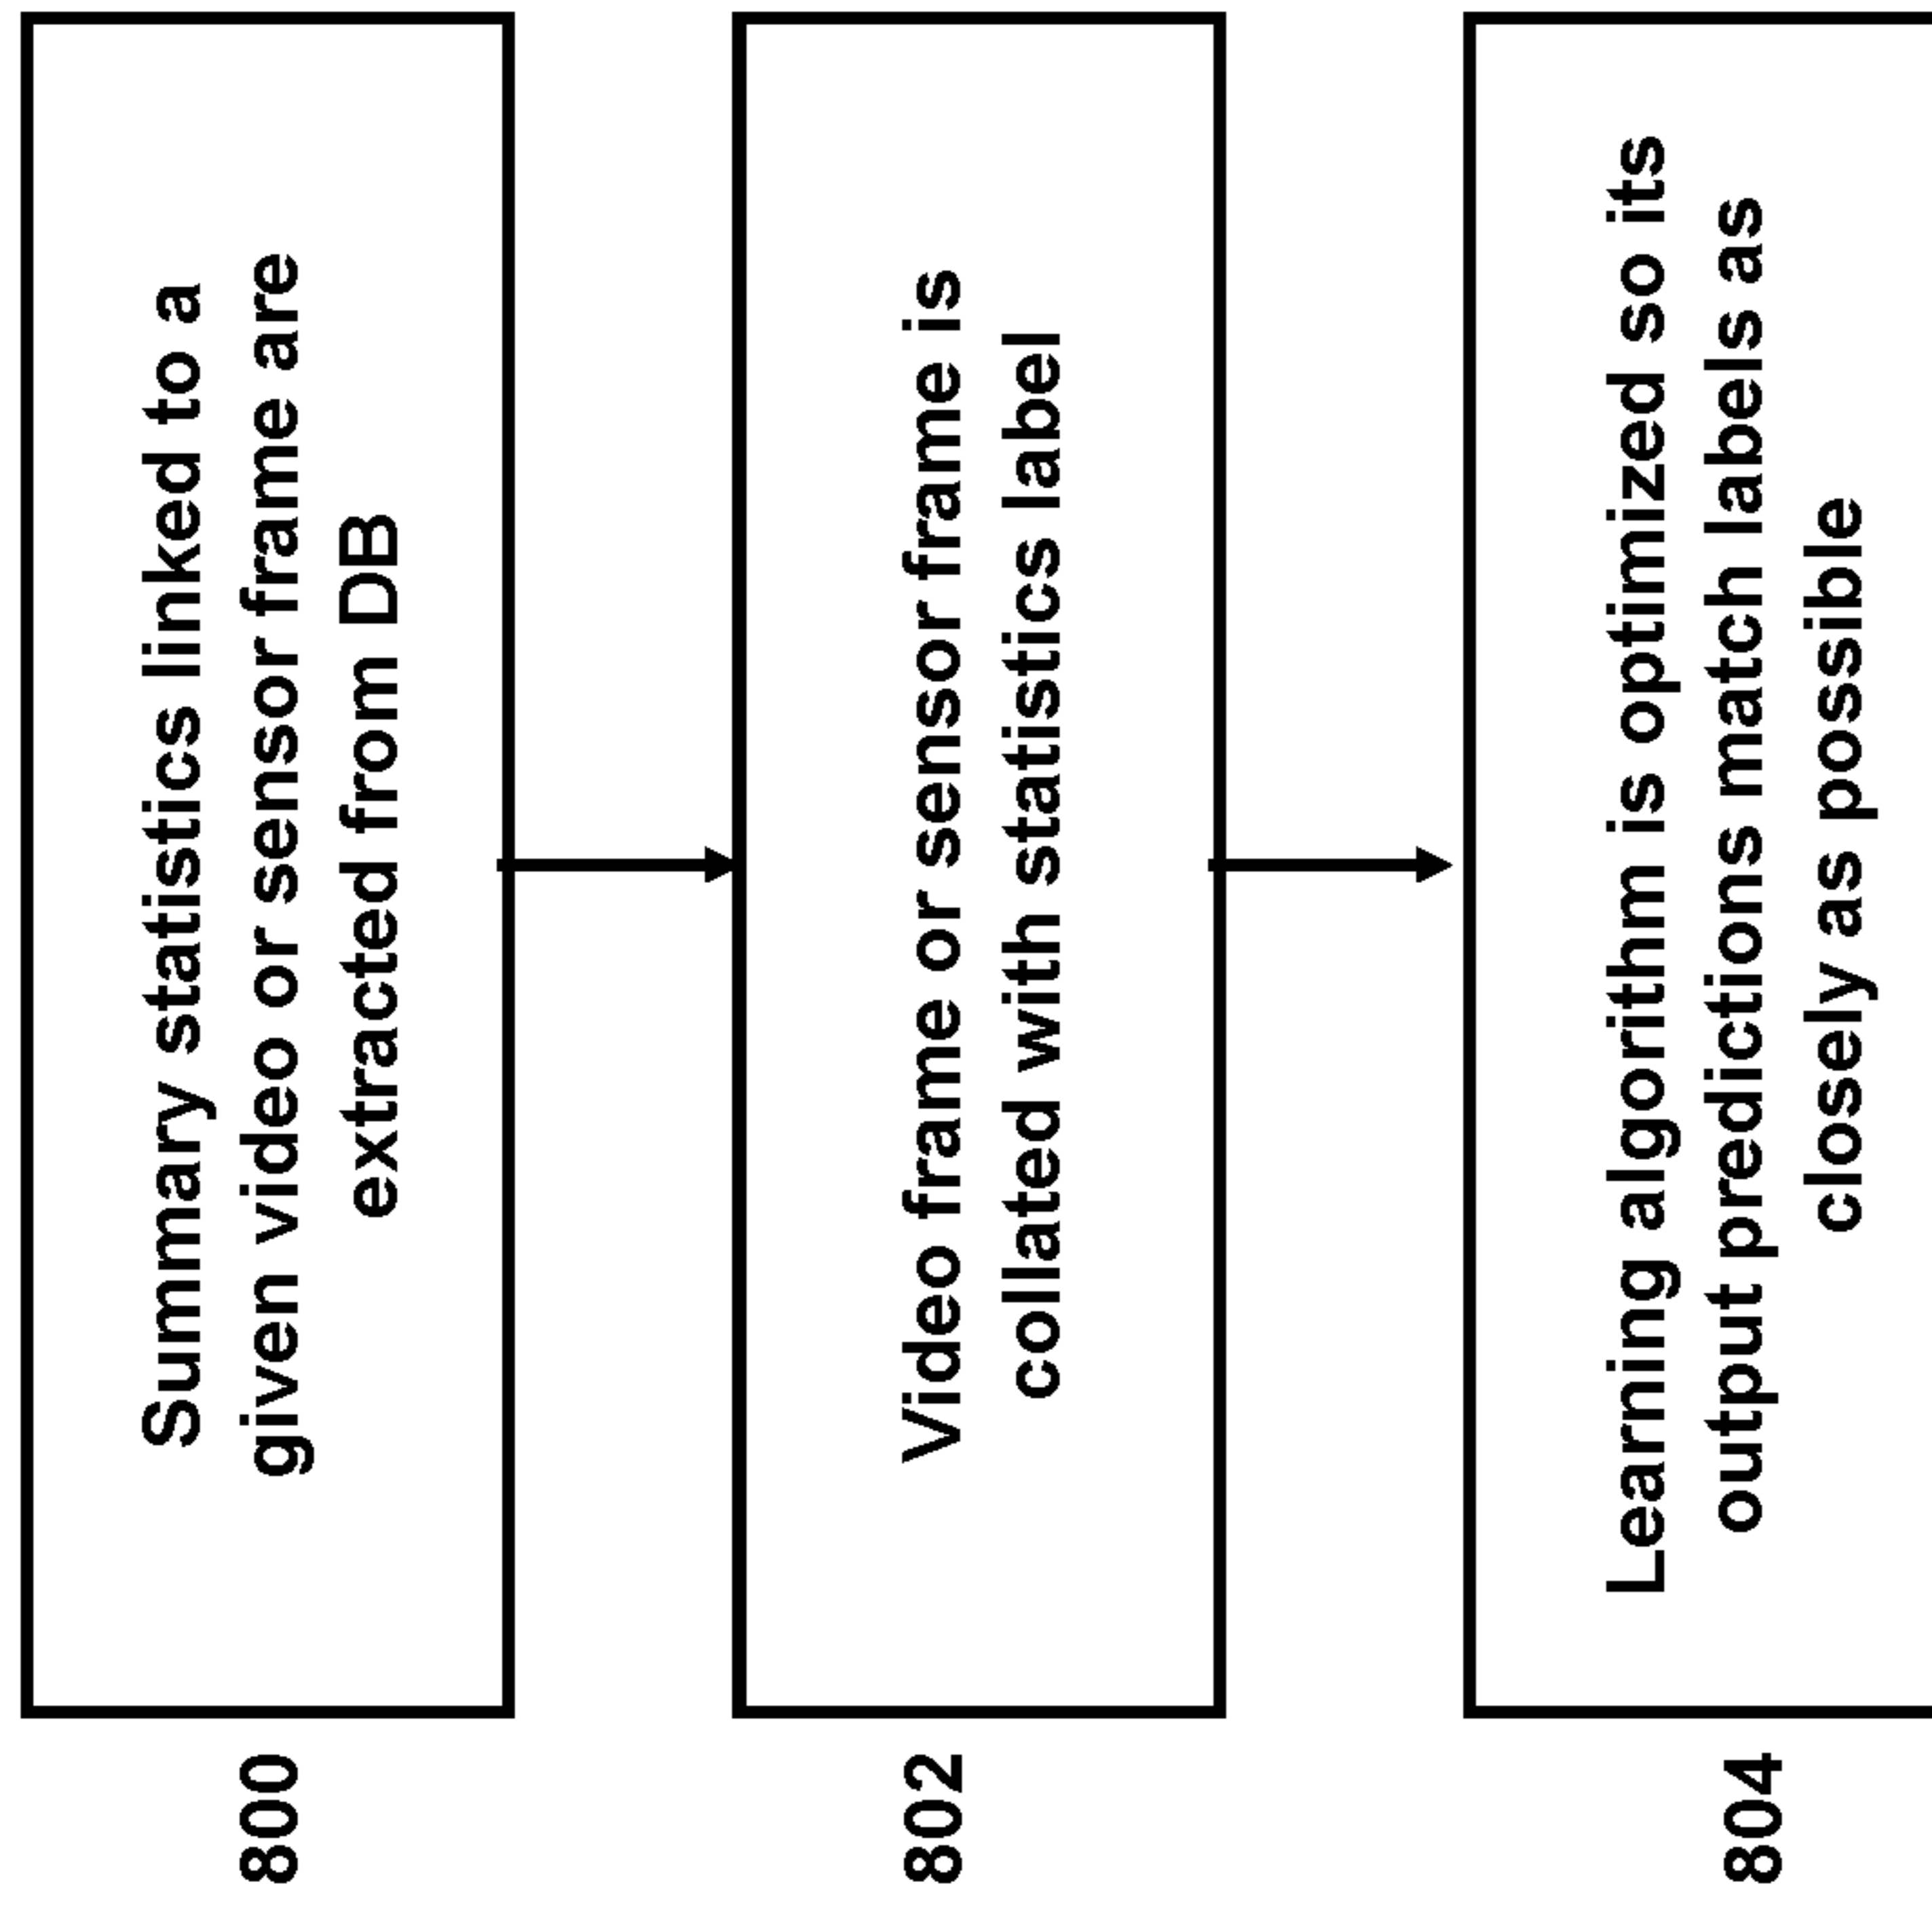 800
Summary statistics linked to a
given video or sensor frame are
extracted from DB
802
Video frame or sensor frame is
collated with statistics label
804
Learning algorithm is optimized so its
output predictions match labels as
closely as possible